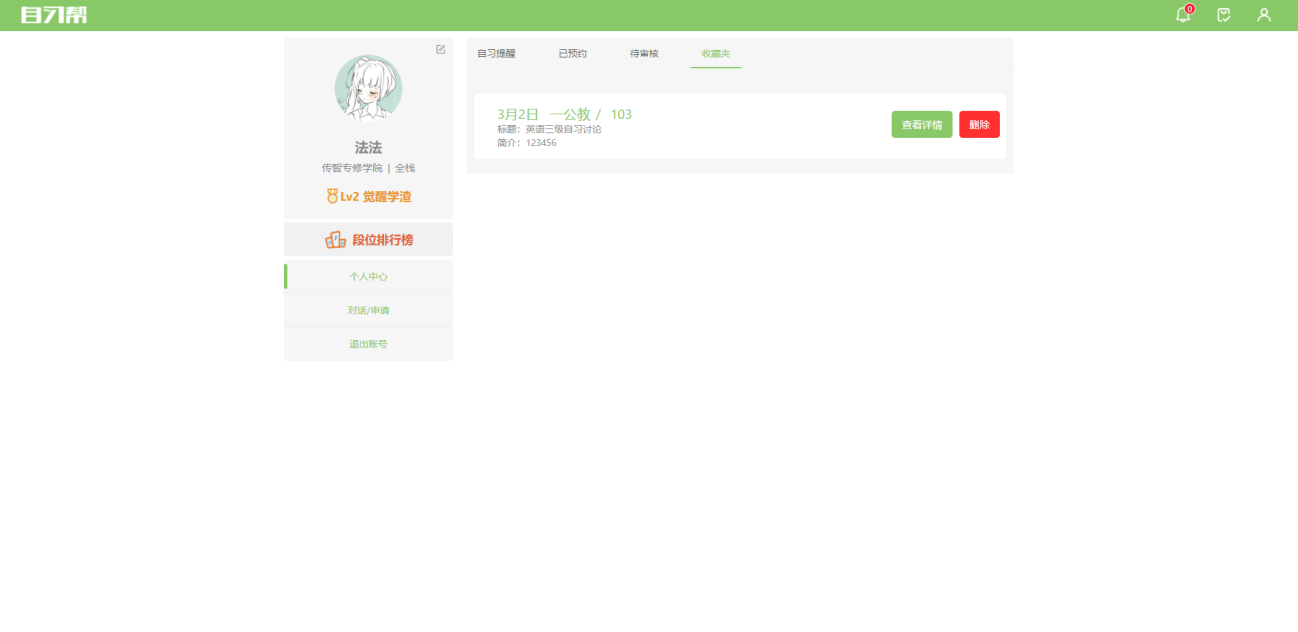 自习帮
0
法法
传智专修学院 | 全栈
Lv2 觉醒学渣
段位排行榜
个人中心
对话/申请
退出账号
自习提醒 已预约 待审核 收藏夹
3月2日 一公教 / 103
标题：英语三级自习讨论
简介：123456
查看详情 删除